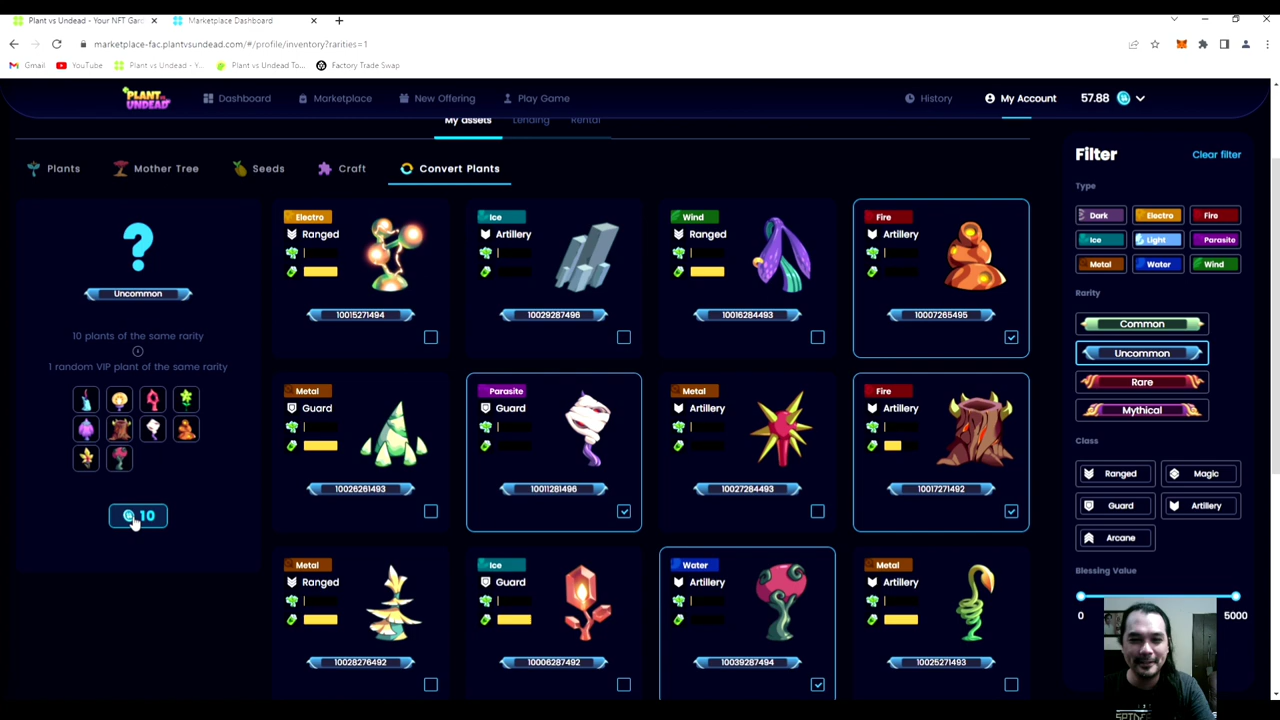 Plant vs Undead - Your NFT Gard
Marketplace Dashboard
marketplace-fac.plantvsundead.com/#/profile/inventory?rarities=1
Gmail
YouTube
Plant vs Undead - Y...
Plant vs Undead To...
Factory Trade Swap
PLANT VS UNDEAD
Dashboard
Marketplace
New Offering
Play Game
History
My Account
57.88
My assets
Lending
Rental
Plants
Mother Tree
Seeds
Craft
Convert Plants
?
Uncommon
10 plants of the same rarity
1 random VIP plant of the same rarity
10
Electro
Ranged
10015271494
Ice
Artillery
10029287496
Wind
Ranged
10016284493
Fire
Artillery
10007265495
Metal
Guard
10026261493
Parasite
Guard
10011281496
Metal
Artillery
10027284493
Fire
Artillery
10017271492
Metal
Ranged
10028276492
Ice
Guard
10006287492
Water
Artillery
10039287494
Metal
Artillery
10025271493
Filter
Clear filter
Type
Dark
Electro
Fire
Ice
Light
Parasite
Metal
Water
Wind
Rarity
Common
Uncommon
Rare
Mythical
Class
Ranged
Magic
Guard
Artillery
Arcane
Blessing Value
0
5000